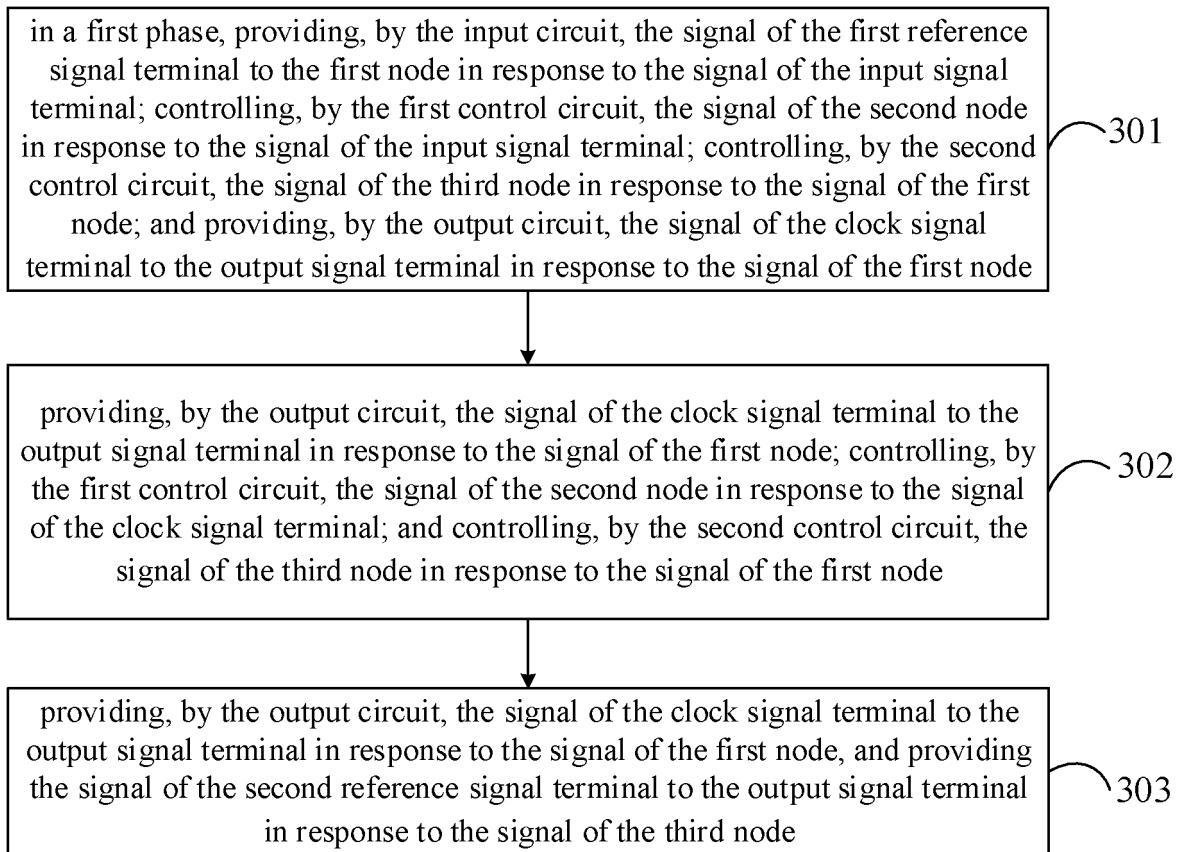 in a first phase, providing, by the input circuit, the signal of the first reference
signal terminal to the first node in response to the signal of the input signal
terminal; controlling, by the first control circuit, the signal of the second node
in response to the signal of the input signal terminal; controlling, by the second
control circuit, the signal of the third node in response to the signal of the first
node; and providing, by the output circuit, the signal of the clock signal
terminal to the output signal terminal in response to the signal of the first node
301
providing, by the output circuit, the signal of the clock signal terminal to the
output signal terminal in response to the signal of the first node; controlling, by
the first control circuit, the signal of the second node in response to the signal
of the clock signal terminal; and controlling, by the second control circuit, the
signal of the third node in response to the signal of the first node
302
providing, by the output circuit, the signal of the clock signal terminal to the
output signal terminal in response to the signal of the first node, and providing
the signal of the second reference signal terminal to the output signal terminal
in response to the signal of the third node
303